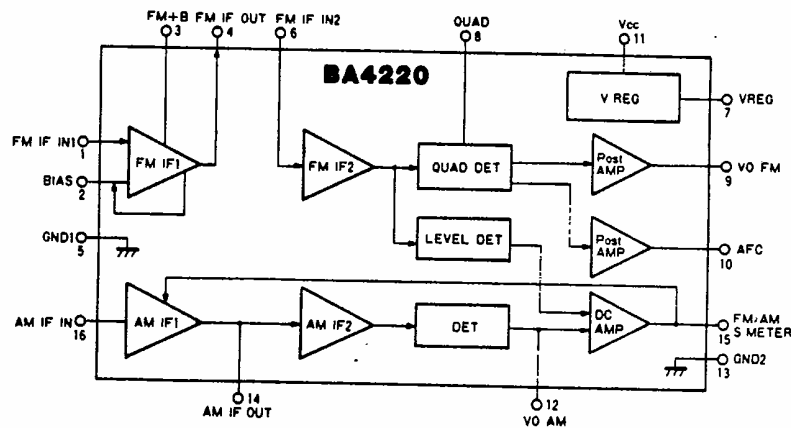 FM+B FM IF OUT FM IF IN2 QUAD Vcc
3 4 6 8 11
BA4220
V REG
VREG
7
FM IF IN1
1
FM IF1
FM IF2
QUAD DET
Post AMP
VO FM
9
BIAS
2
GND1
5
LEVEL DET
Post AMP
AFC
10
AM IF IN
16
AM IF1
AM IF2
DET
DC AMP
FM/AM
S METER
15
GND2
13
14
AM IF OUT
12
VO AM